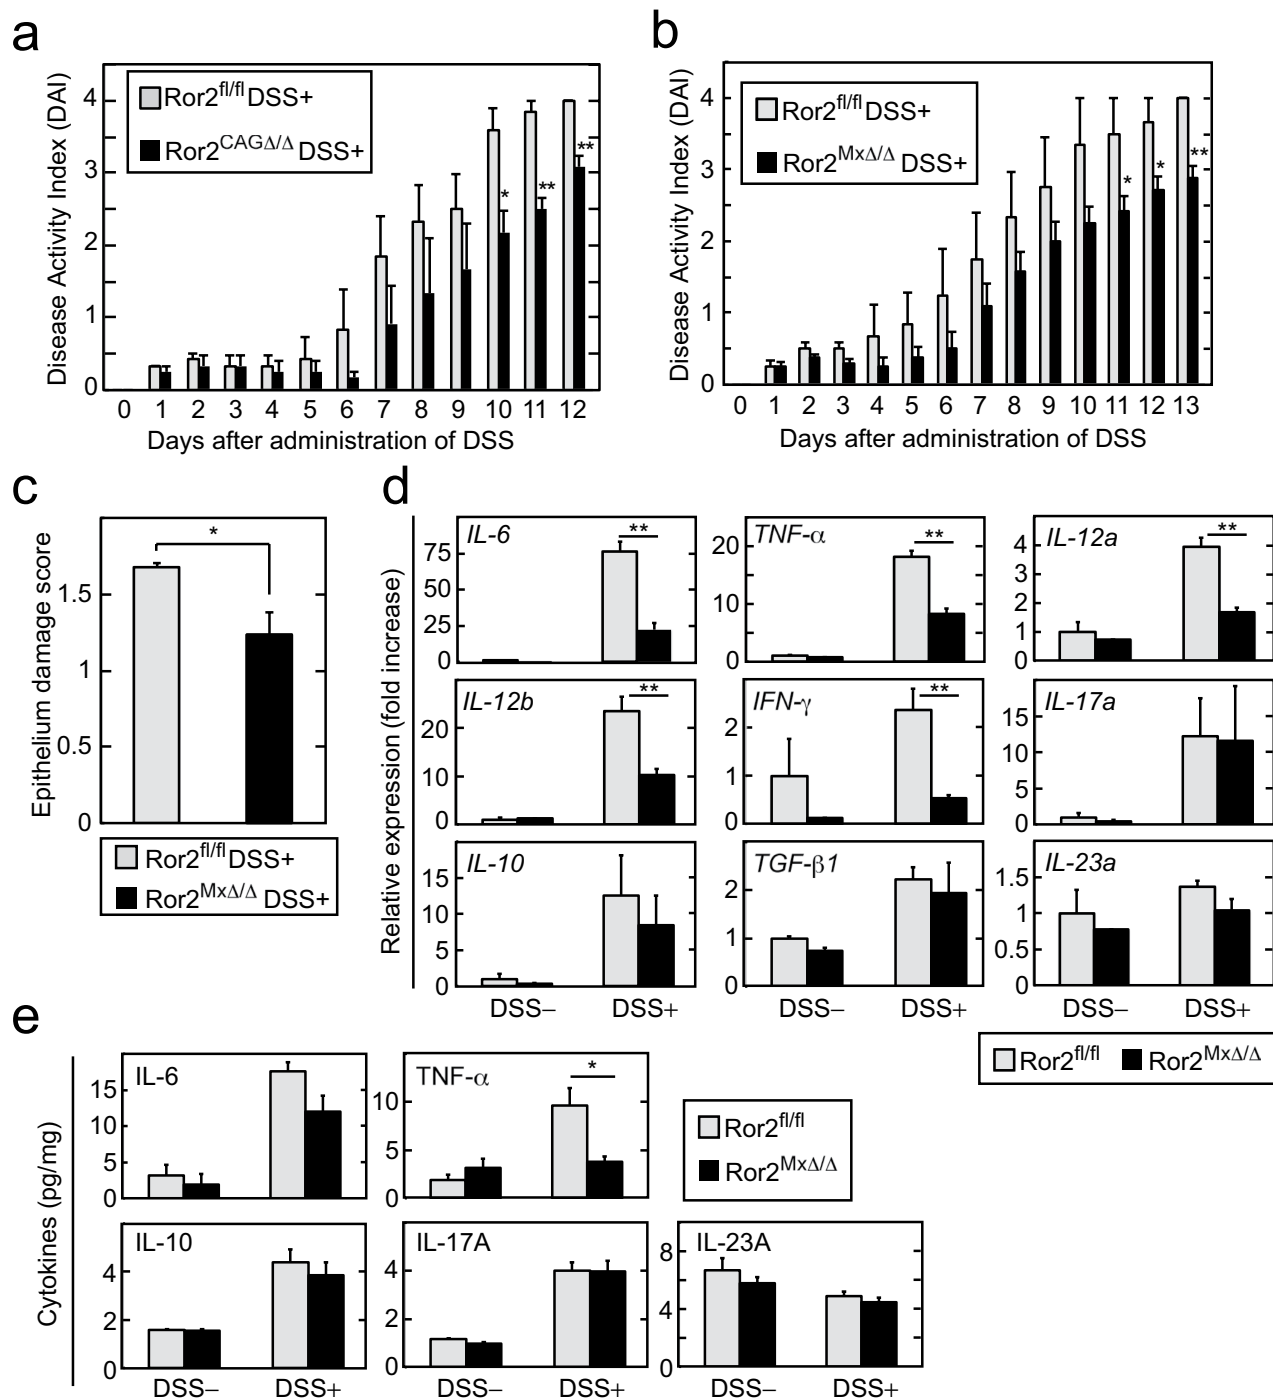 a
Disease Activity Index (DAI)
4
3
2
1
0
Ror2fl/fl DSS+
Ror2CAGΔ/Δ DSS+
* ** **
0 1 2 3 4 5 6 7 8 9 10 11 12
Days after administration of DSS
b
Disease Activity Index (DAI)
4
3
2
1
0
Ror2fl/fl DSS+
Ror2MxΔ/Δ DSS+
* * **
0 1 2 3 4 5 6 7 8 9 10 11 12 13
Days after administration of DSS
c
Epithelium damage score
1.5
1
0.5
0
*
Ror2fl/fl DSS+
Ror2MxΔ/Δ DSS+
d
Relative expression (fold increase)
IL-6
75
50
25
0
**
TNF-α
20
10
0
**
IL-12a
4
3
2
1
0
**
IL-12b
20
10
0
**
IFN-γ
2
1
0
**
IL-17a
15
10
5
0
IL-10
15
10
5
0
DSS− DSS+
TGF-β1
2
1
0
DSS− DSS+
IL-23a
1.5
1
0.5
0
DSS− DSS+
Ror2fl/fl Ror2MxΔ/Δ
e
Cytokines (pg/mg)
IL-6
15
10
5
0
TNF-α
10
5
0
*
Ror2fl/fl
Ror2MxΔ/Δ
IL-10
4
2
0
DSS− DSS+
IL-17A
4
2
0
DSS− DSS+
IL-23A
8
4
0
DSS− DSS+